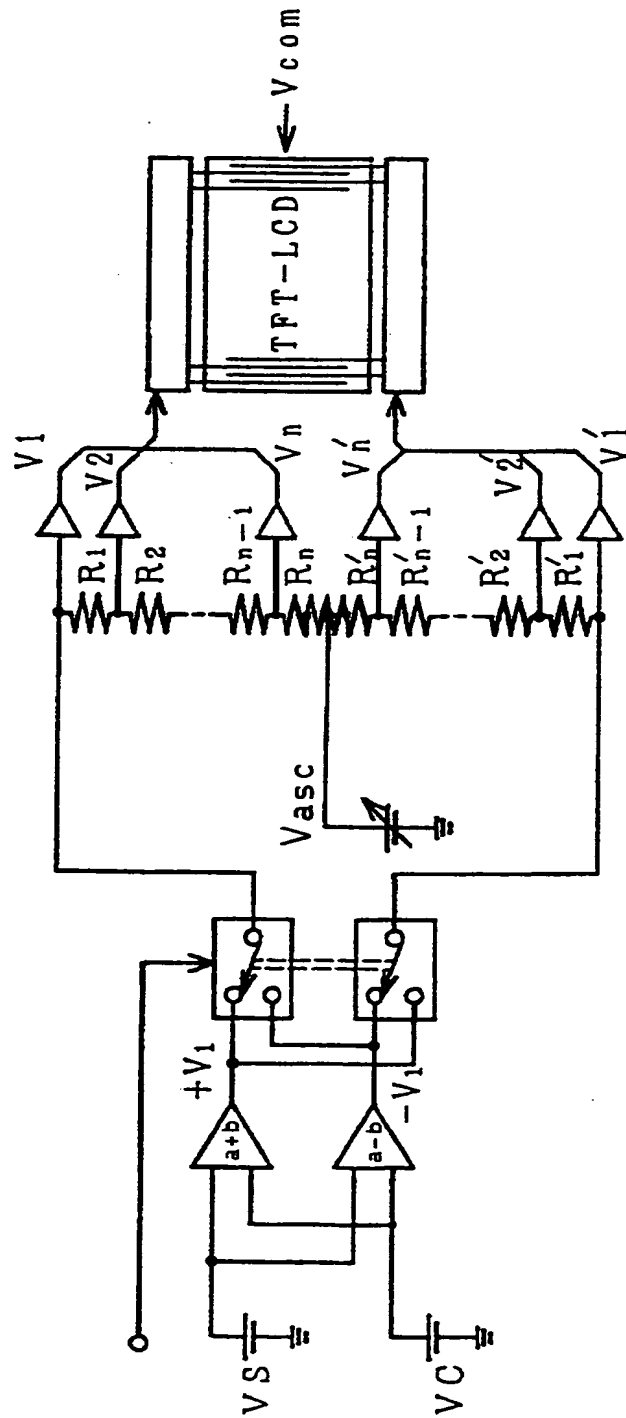 VS
VC
a+b
a-b
+V1
-V1
Vasc
R1
R2
Rn-1
Rn
R'n
R'n-1
R'2
R'1
V1
V2
Vn
V'n
V'2
V'1
TFT-LCD
Vcom